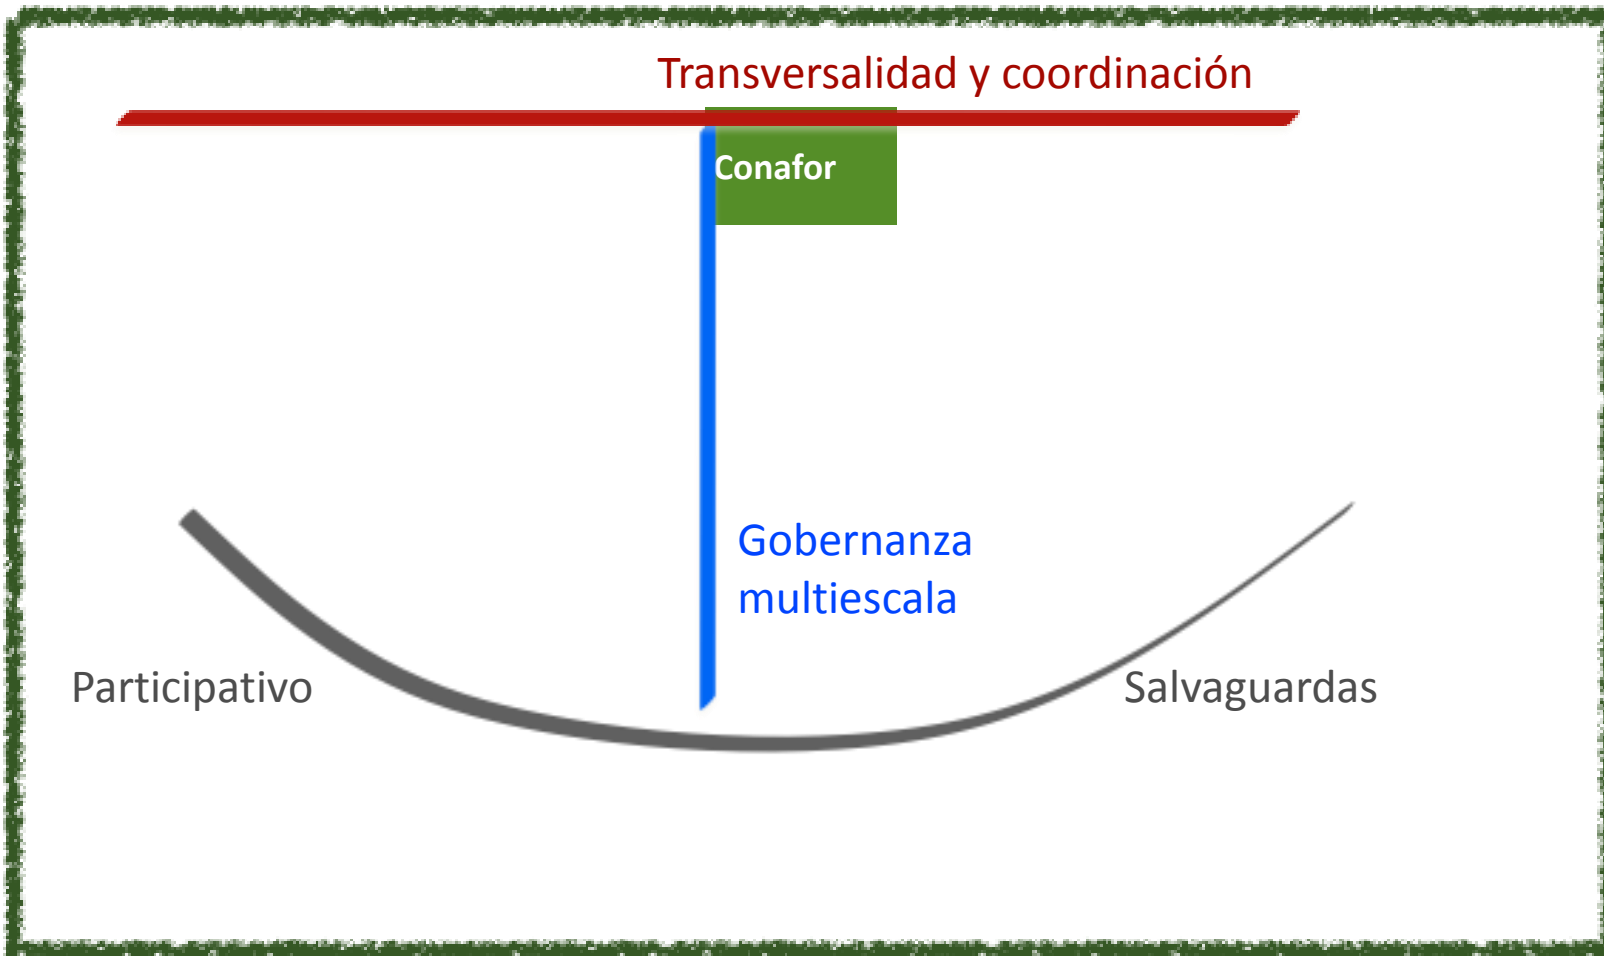 Transversalidad y coordinación
Conafor
Gobernanza
multiescala
Participativo
Salvaguardas